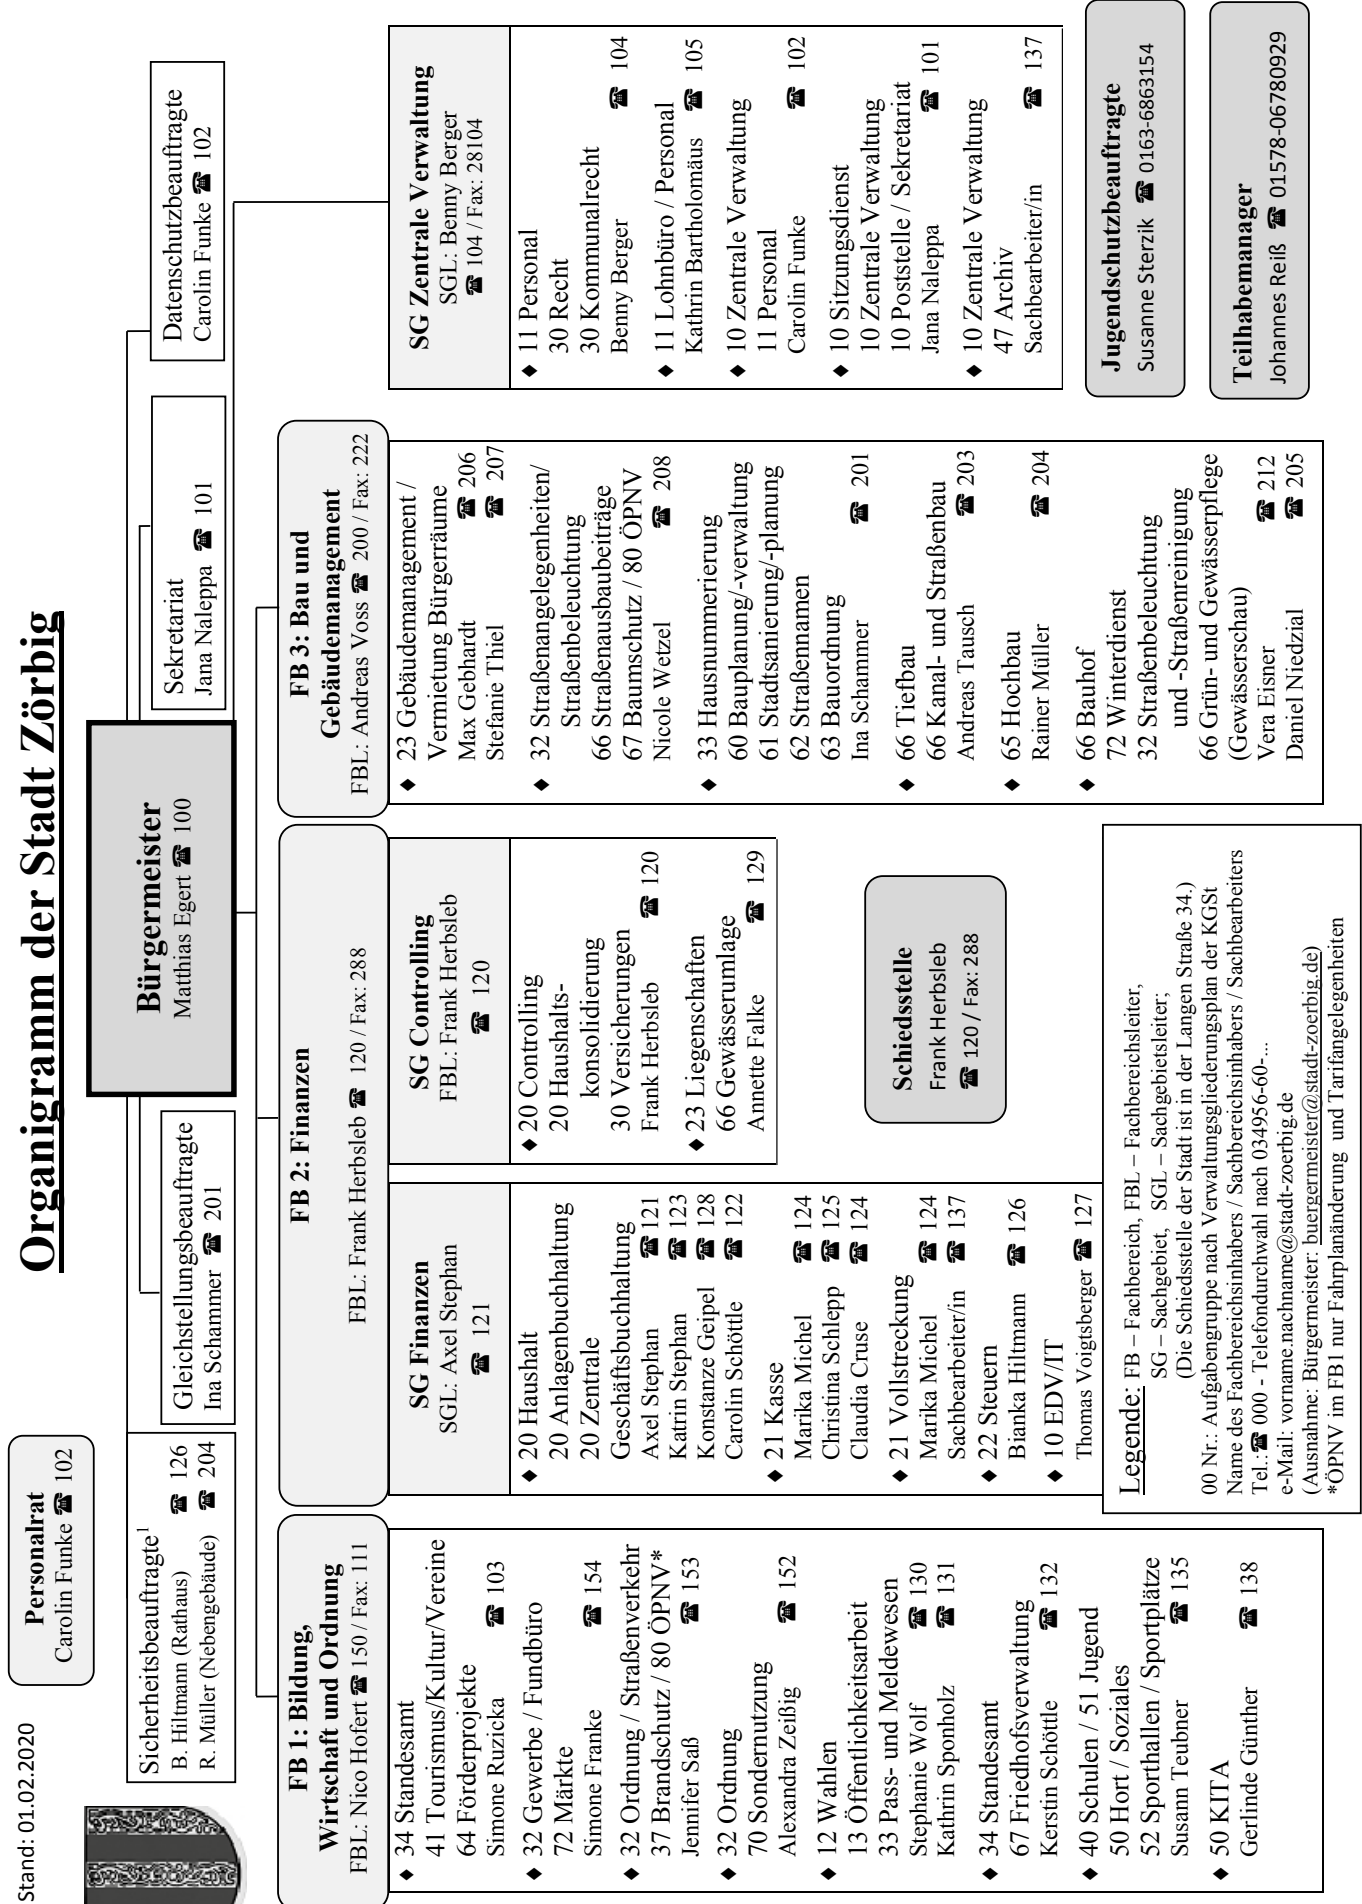 Stand: 01.02.2020
Organigramm der Stadt Zörbig
Personalrat
Carolin Funke ☎ 102
Bürgermeister
Matthias Egert ☎ 100
Sicherheitsbeauftragte¹
B. Hiltmann (Rathaus) ☎ 126
R. Müller (Nebengebäude) ☎ 204
Gleichstellungsbeauftragte
Ina Schammer ☎ 201
Sekretariat
Jana Naleppa ☎ 101
Datenschutzbeauftragte
Carolin Funke ☎ 102
FB 1: Bildung,
Wirtschaft und Ordnung
FBL: Nico Hofert ☎ 150 / Fax: 111
♦ 34 Standesamt
41 Tourismus/Kultur/Vereine
64 Förderprojekte
Simone Ruzicka ☎ 103
♦ 32 Gewerbe / Fundbüro
72 Märkte
Simone Franke ☎ 154
♦ 32 Ordnung / Straßenverkehr
37 Brandschutz / 80 ÖPNV*
Jennifer Saß ☎ 153
♦ 32 Ordnung
70 Sondernutzung
Alexandra Zeißig ☎ 152
♦ 12 Wahlen
13 Öffentlichkeitsarbeit
33 Pass- und Meldewesen
Stephanie Wolf ☎ 130
Kathrin Sponholz ☎ 131
♦ 34 Standesamt
67 Friedhofsverwaltung
Kerstin Schöttle ☎ 132
♦ 40 Schulen / 51 Jugend
50 Hort / Soziales
52 Sporthallen / Sportplätze
Susann Teubner ☎ 135
♦ 50 KITA
Gerlinde Günther ☎ 138
FB 2: Finanzen
FBL: Frank Herbsleb ☎ 120 / Fax: 288
SG Finanzen
SGL: Axel Stephan
☎ 121
♦ 20 Haushalt
20 Anlagenbuchhaltung
20 Zentrale
Geschäftsbuchhaltung
Axel Stephan ☎ 121
Katrin Stephan ☎ 123
Konstanze Geipel ☎ 128
Carolin Schöttle ☎ 122
♦ 21 Kasse
Marika Michel ☎ 124
Christina Schlepp ☎ 125
Claudia Cruse ☎ 124
♦ 21 Vollstreckung
Marika Michel ☎ 124
Sachbearbeiter/in ☎ 137
♦ 22 Steuern
Bianka Hiltmann ☎ 126
♦ 10 EDV/IT
Thomas Voigtsberger ☎ 127
SG Controlling
FBL: Frank Herbsleb
☎ 120
♦ 20 Controlling
20 Haushalts-
konsolidierung
30 Versicherungen
Frank Herbsleb ☎ 120
♦ 23 Liegenschaften
66 Gewässerumlage
Annette Falke ☎ 129
Schiedsstelle
Frank Herbsleb
☎ 120 / Fax: 288
FB 3: Bau und
Gebäudemanagement
FBL: Andreas Voss ☎ 200 / Fax: 222
♦ 23 Gebäudemanagement /
Vermietung Bürgerräume
Max Gebhardt ☎ 206
Stefanie Thiel ☎ 207
♦ 32 Straßenangelegenheiten/
Straßenbeleuchtung
66 Straßenausbaubeiträge
67 Baumschutz / 80 ÖPNV
Nicole Wetzel ☎ 208
♦ 33 Hausnummerierung
60 Bauplanung/-verwaltung
61 Stadtsanierung/-planung
62 Straßennamen
63 Bauordnung
Ina Schammer ☎ 201
♦ 66 Tiefbau
66 Kanal- und Straßenbau
Andreas Tausch ☎ 203
♦ 65 Hochbau
Rainer Müller ☎ 204
♦ 66 Bauhof
72 Winterdienst
32 Straßenbeleuchtung
und -Straßenreinigung
66 Grün- und Gewässerpflege
(Gewässerschau)
Vera Eisner ☎ 212
Daniel Niedzial ☎ 205
SG Zentrale Verwaltung
SGL: Benny Berger
☎ 104 / Fax: 28104
♦ 11 Personal
30 Recht
30 Kommunalrecht
Benny Berger ☎ 104
♦ 11 Lohnbüro / Personal
Kathrin Bartholomäus ☎ 105
♦ 10 Zentrale Verwaltung
11 Personal
Carolin Funke ☎ 102
♦ 10 Sitzungsdienst
10 Zentrale Verwaltung
10 Poststelle / Sekretariat
Jana Naleppa ☎ 101
♦ 10 Zentrale Verwaltung
47 Archiv
Sachbearbeiter/in ☎ 137
Jugendschutzbeauftragte
Susanne Sterzik ☎ 0163-6863154
Teilhabemanager
Johannes Reiß ☎ 01578-06780929
Legende: FB – Fachbereich, FBL – Fachbereichsleiter,
SG – Sachgebiet, SGL – Sachgebietsleiter;
(Die Schiedsstelle der Stadt ist in der Langen Straße 34.)
00 Nr.: Aufgabengruppe nach Verwaltungsgliederungsplan der KGSt
Name des Fachbereichsinhabers / Sachbereichsinhabers / Sachbearbeiters
Tel.:☎ 000 - Telefondurchwahl nach 034956-60-...
e-Mail: vorname.nachname@stadt-zoerbig.de
(Ausnahme: Bürgermeister: buergermeister@stadt-zoerbig.de)
*ÖPNV im FB1 nur Fahrplanänderung und Tarifangelegenheiten